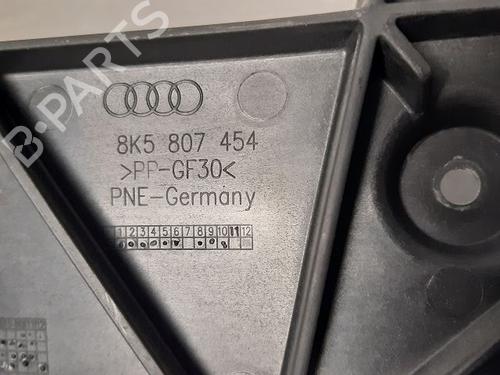 B-PARTS
8K5 807 454
>PP-GF30<
PNE-Germany
1 2 3 4 5 6 7 8 9 10 11 12